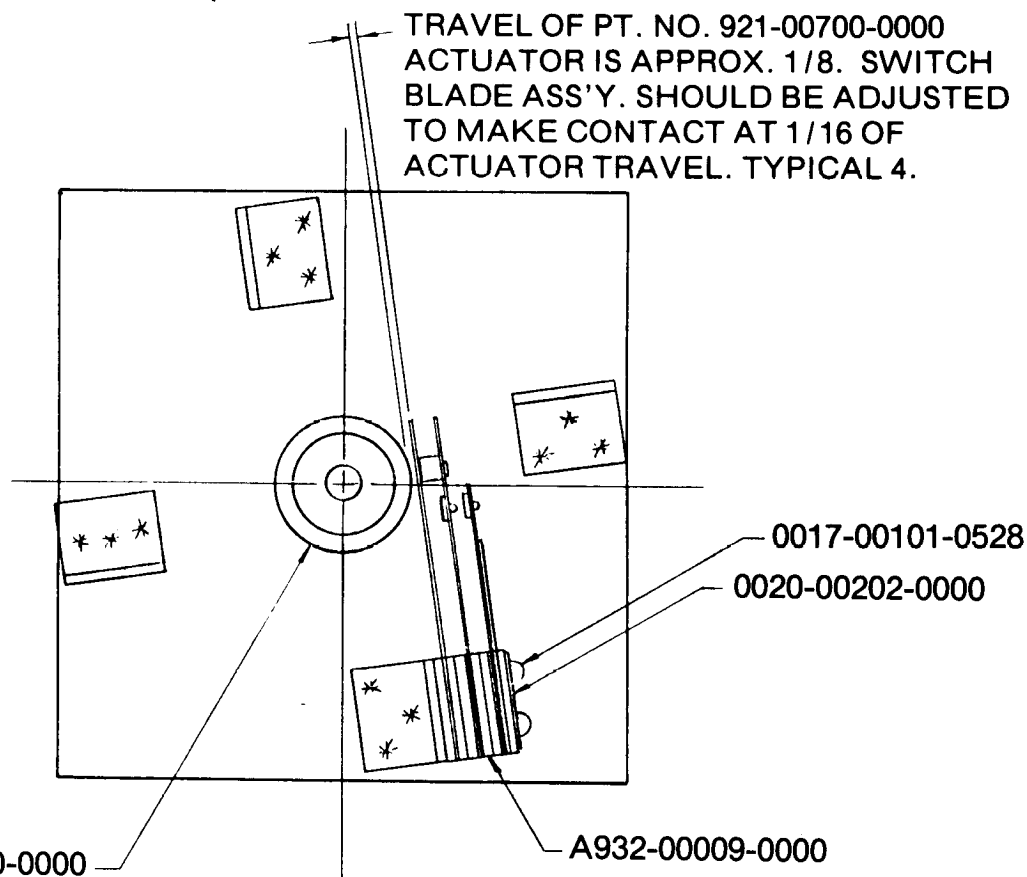 TRAVEL OF PT. NO. 921-00700-0000
ACTUATOR IS APPROX. 1/8. SWITCH
BLADE ASS'Y. SHOULD BE ADJUSTED
TO MAKE CONTACT AT 1/16 OF
ACTUATOR TRAVEL. TYPICAL 4.
0017-00101-0528
0020-00202-0000
A932-00009-0000
0-0000